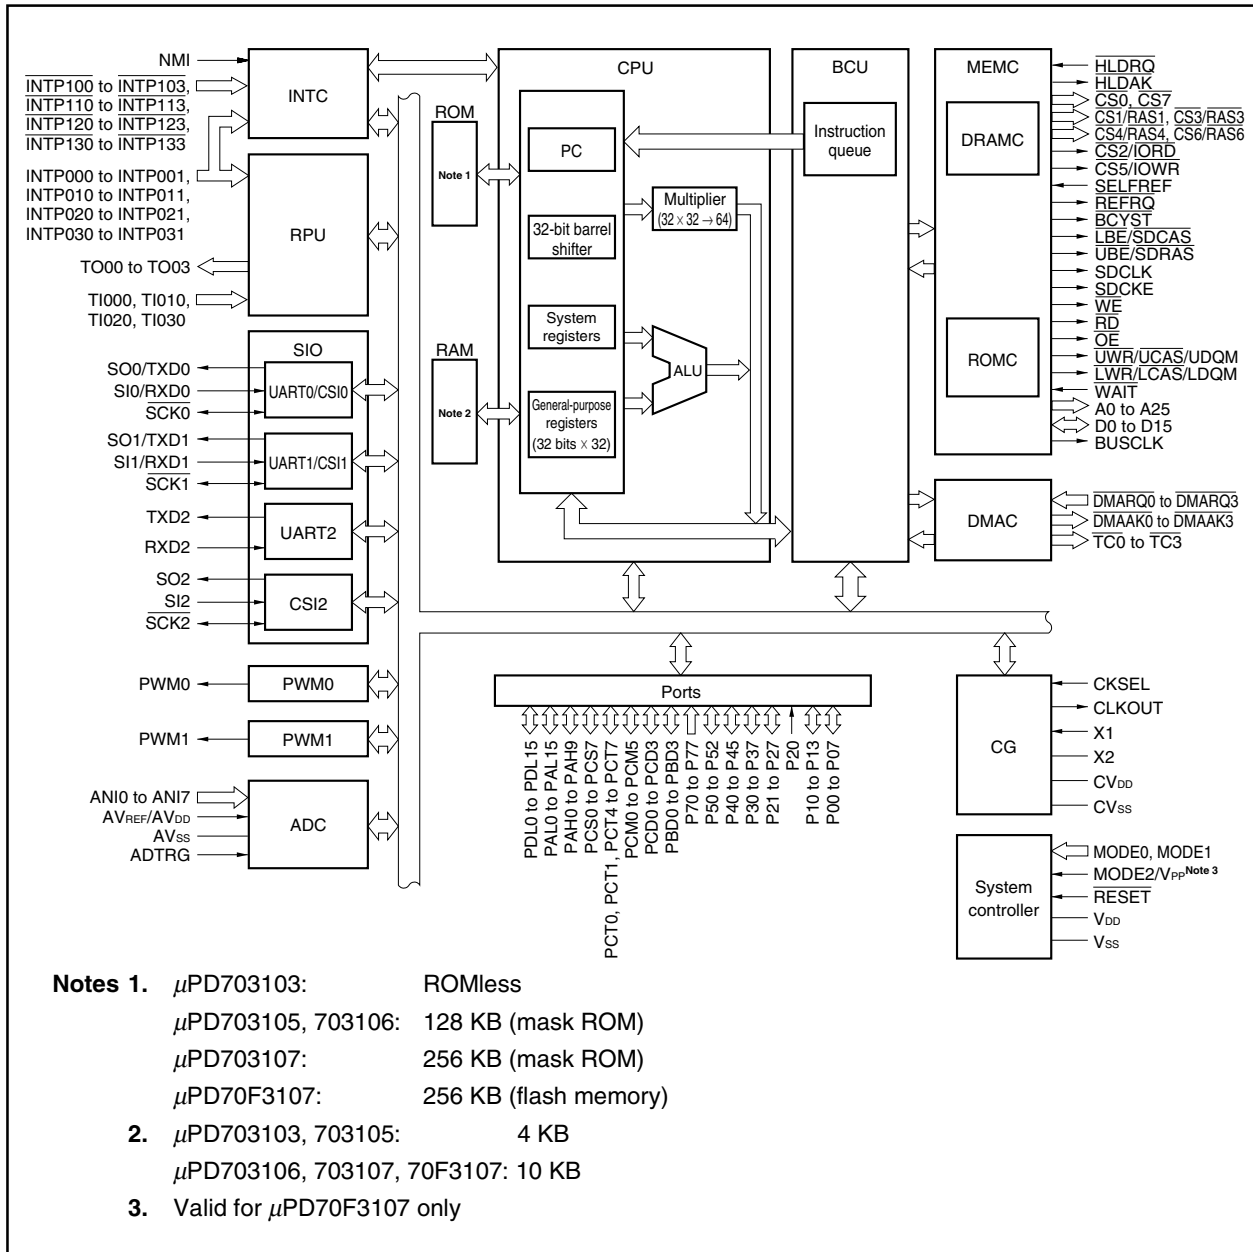 NMI
INTP100 to INTP103,
INTP110 to INTP113,
INTP120 to INTP123,
INTP130 to INTP133
INTP000 to INTP001,
INTP010 to INTP011,
INTP020 to INTP021,
INTP030 to INTP031
TO00 to TO03
TI000, TI010,
TI020, TI030
SO0/TXD0
SI0/RXD0
SCK0
SO1/TXD1
SI1/RXD1
SCK1
TXD2
RXD2
SO2
SI2
SCK2
PWM0
PWM1
ANI0 to ANI7
AVREF/AVDD
AVSS
ADTRG
INTC
RPU
SIO
UART0/CSI0
UART1/CSI1
UART2
CSI2
PWM0
PWM1
ADC
ROM
Note 1
RAM
Note 2
CPU
PC
32-bit barrel
shifter
System
registers
General-purpose
registers
(32 bits × 32)
Multiplier
(32 × 32 → 64)
ALU
BCU
Instruction
queue
MEMC
DRAMC
ROMC
HLDRQ
HLDAK
CS0, CS7
CS1/RAS1, CS3/RAS3
CS4/RAS4, CS6/RAS6
CS2/IORD
CS5/IOWR
SELFREF
REFRQ
BCYST
LBE/SDCAS
UBE/SDRAS
SDCLK
SDCKE
WE
RD
OE
UWR/UCAS/UDQM
LWR/LCAS/LDQM
WAIT
A0 to A25
D0 to D15
BUSCLK
DMAC
DMARQ0 to DMARQ3
DMAAK0 to DMAAK3
TC0 to TC3
Ports
PDL0 to PDL15
PAL0 to PAL15
PAH0 to PAH9
PCS0 to PCS7
PCT0, PCT1, PCT4 to PCT7
PCM0 to PCM5
PCD0 to PCD3
PBD0 to PBD3
P70 to P77
P50 to P52
P40 to P45
P30 to P37
P21 to P27
P20
P10 to P13
P00 to P07
CG
CKSEL
CLKOUT
X1
X2
CVDD
CVSS
System
controller
MODE0, MODE1
MODE2/VPP Note 3
RESET
VDD
VSS
Notes 1. µPD703103: ROMless
µPD703105, 703106: 128 KB (mask ROM)
µPD703107: 256 KB (mask ROM)
µPD70F3107: 256 KB (flash memory)
2. µPD703103, 703105: 4 KB
µPD703106, 703107, 70F3107: 10 KB
3. Valid for µPD70F3107 only